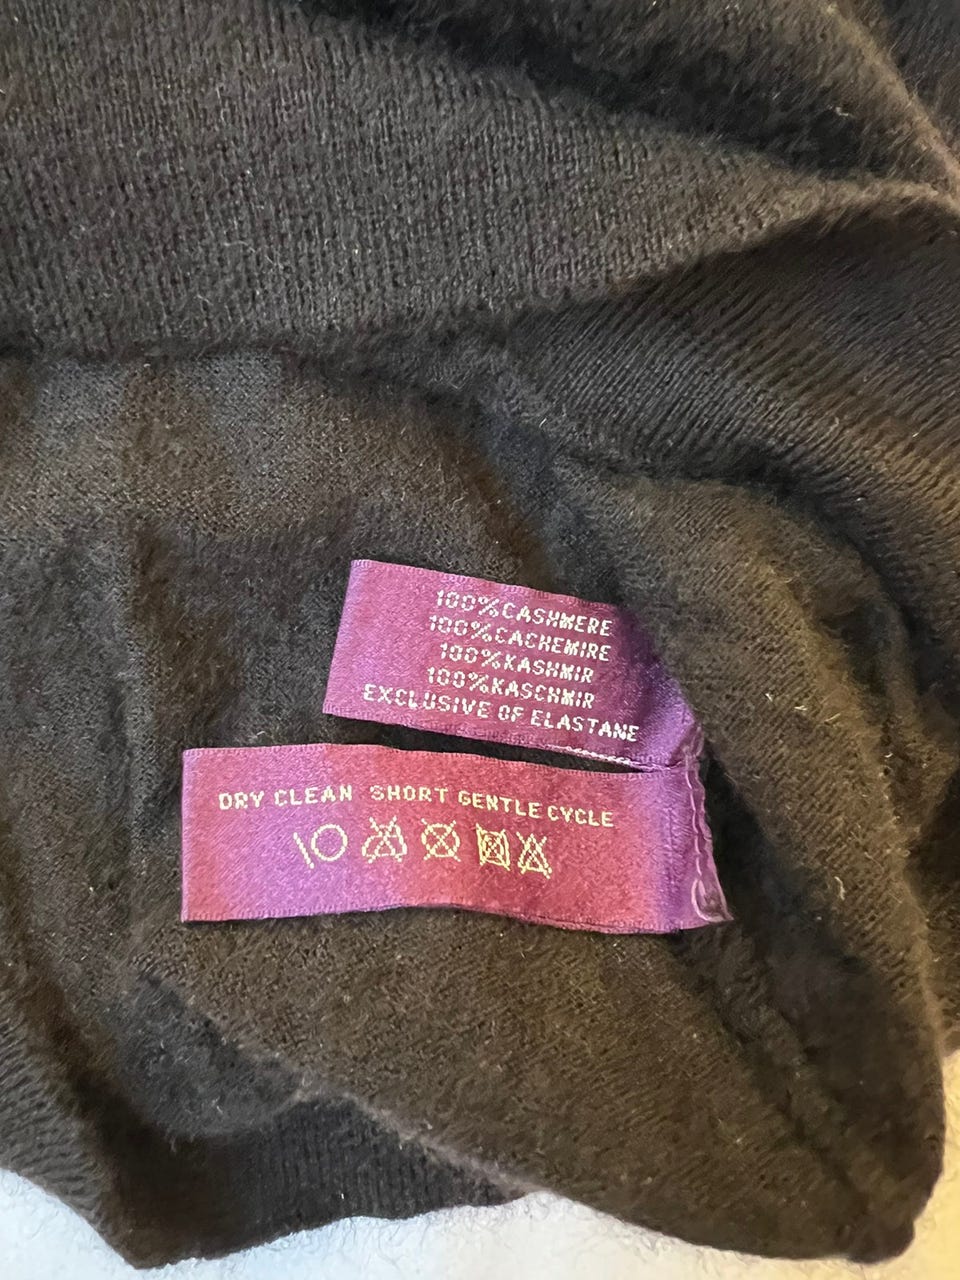 100%CASHMERE
100%CACHEMIRE
100%KASHMIR
100%KASCHMIR
EXCLUSIVE OF ELASTANE
DRY CLEAN SHORT GENTLE CYCLE